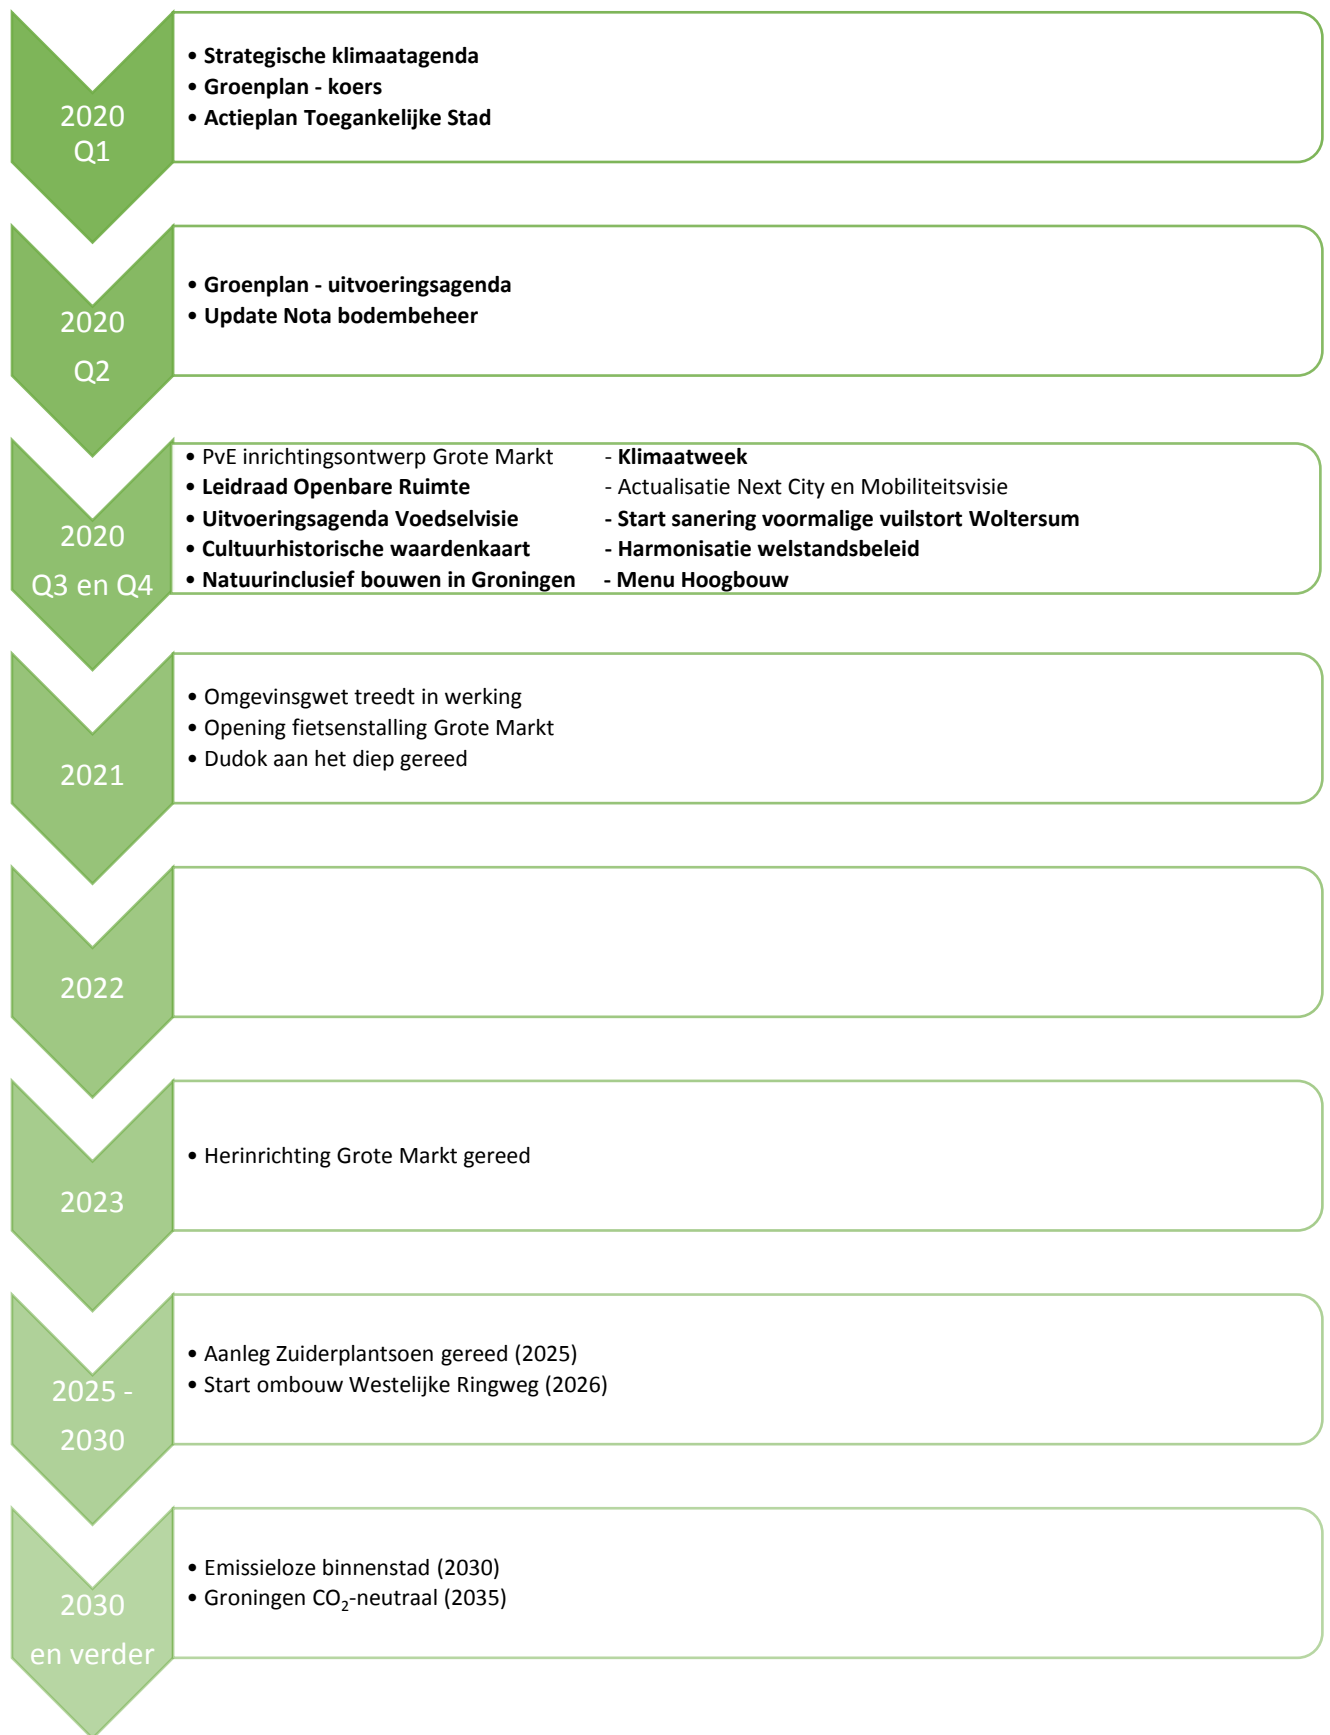 2020
Q1
• Strategische klimaatagenda
• Groenplan - koers
• Actieplan Toegankelijke Stad
2020
Q2
• Groenplan - uitvoeringsagenda
• Update Nota bodembeheer
2020
Q3 en Q4
• PvE inrichtingsontwerp Grote Markt - Klimaatweek
• Leidraad Openbare Ruimte - Actualisatie Next City en Mobiliteitsvisie
• Uitvoeringsagenda Voedselvisie - Start sanering voormalige vuilstort Woltersum
• Cultuurhistorische waardenkaart - Harmonisatie welstandsbeleid
• Natuurinclusief bouwen in Groningen - Menu Hoogbouw
2021
• Omgevinsgwet treedt in werking
• Opening fietsenstalling Grote Markt
• Dudok aan het diep gereed
2022
2023
• Herinrichting Grote Markt gereed
2025 -
2030
• Aanleg Zuiderplantsoen gereed (2025)
• Start ombouw Westelijke Ringweg (2026)
2030
en verder
• Emissieloze binnenstad (2030)
• Groningen CO₂-neutraal (2035)